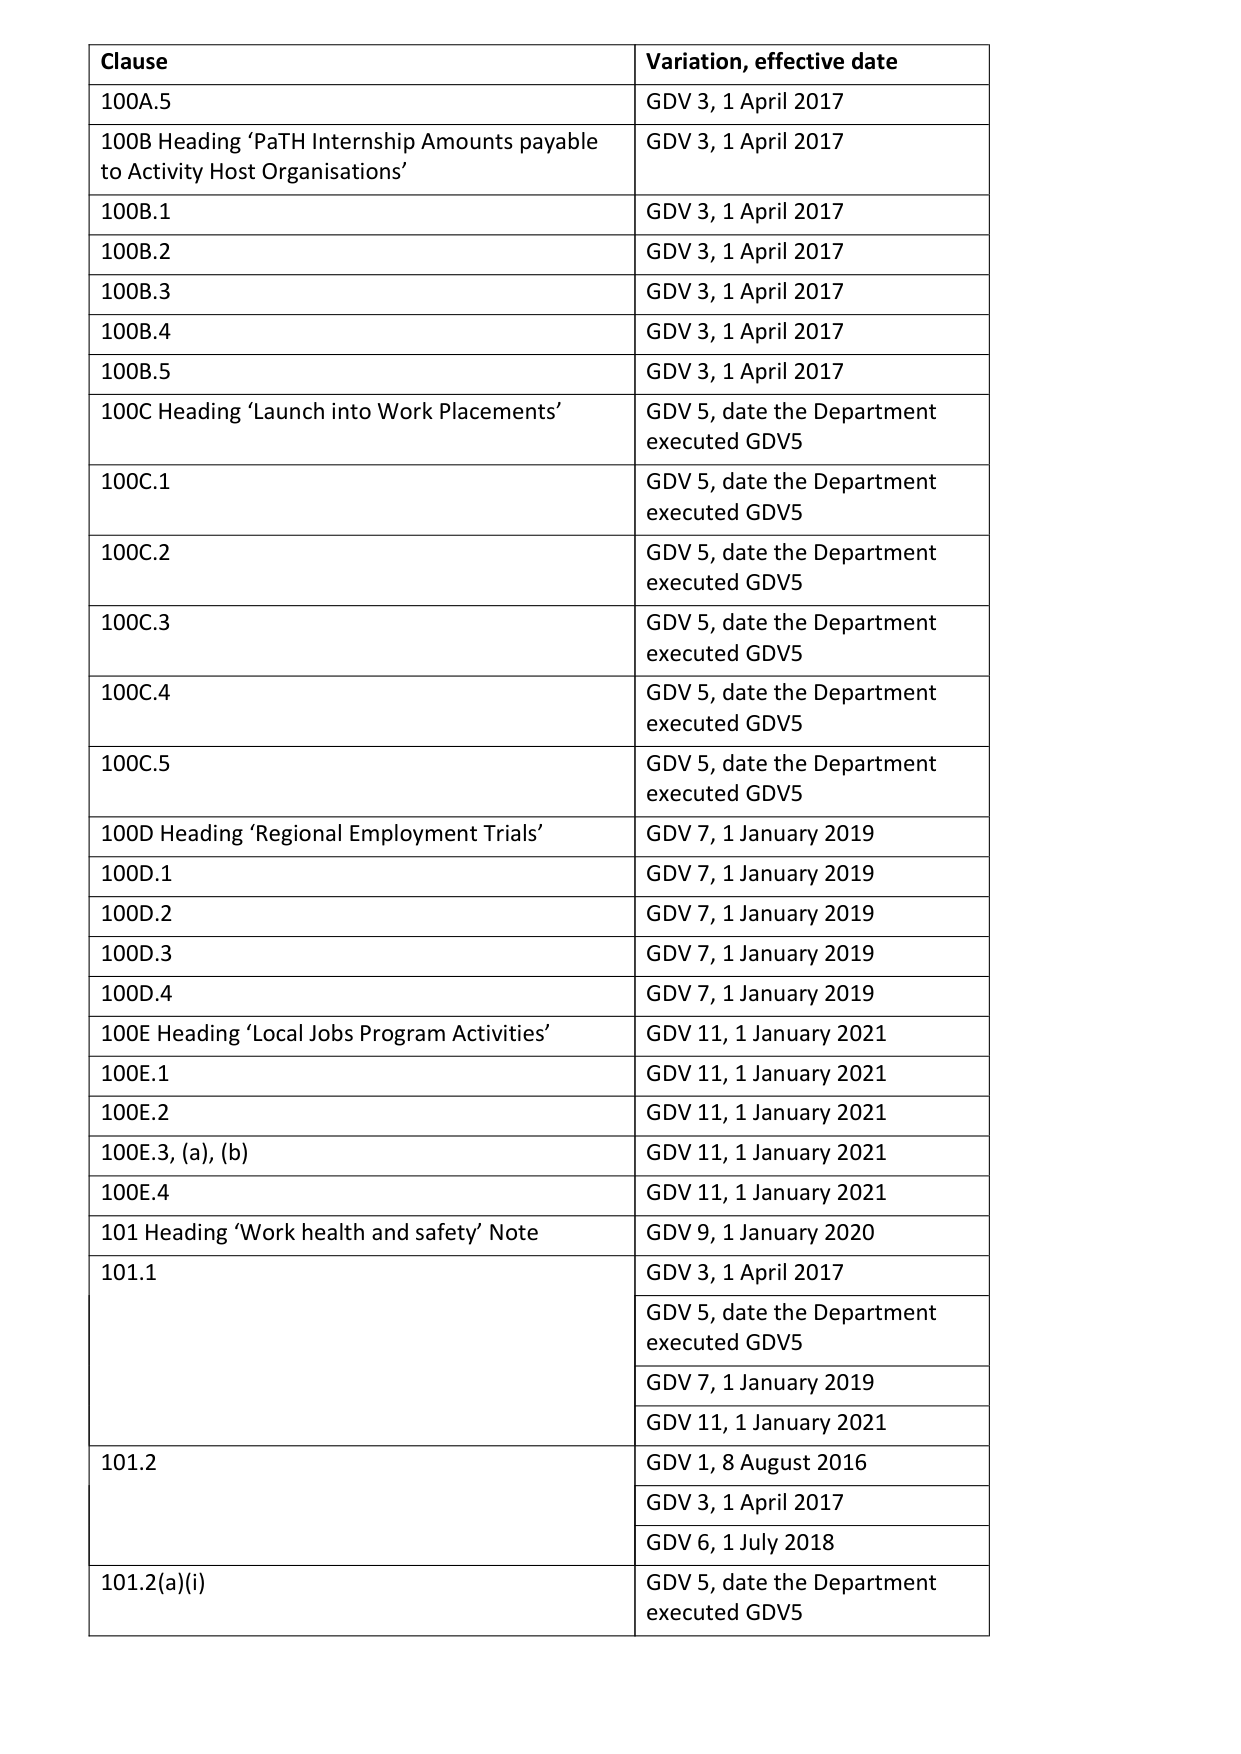 Clause
Variation, effective date
100A.5
GDV 3, 1 April 2017
100B Heading ‘PaTH Internship Amounts payable
to Activity Host Organisations’
GDV 3, 1 April 2017
100B.1
GDV 3, 1 April 2017
100B.2
GDV 3, 1 April 2017
100B.3
GDV 3, 1 April 2017
100B.4
GDV 3, 1 April 2017
100B.5
GDV 3, 1 April 2017
100C Heading ‘Launch into Work Placements’
GDV 5, date the Department
executed GDV5
100C.1
GDV 5, date the Department
executed GDV5
100C.2
GDV 5, date the Department
executed GDV5
100C.3
GDV 5, date the Department
executed GDV5
100C.4
GDV 5, date the Department
executed GDV5
100C.5
GDV 5, date the Department
executed GDV5
100D Heading ‘Regional Employment Trials’
GDV 7, 1 January 2019
100D.1
GDV 7, 1 January 2019
100D.2
GDV 7, 1 January 2019
100D.3
GDV 7, 1 January 2019
100D.4
GDV 7, 1 January 2019
100E Heading ‘Local Jobs Program Activities’
GDV 11, 1 January 2021
100E.1
GDV 11, 1 January 2021
100E.2
GDV 11, 1 January 2021
100E.3, (a), (b)
GDV 11, 1 January 2021
100E.4
GDV 11, 1 January 2021
101 Heading ‘Work health and safety’ Note
GDV 9, 1 January 2020
101.1
GDV 3, 1 April 2017
GDV 5, date the Department
executed GDV5
GDV 7, 1 January 2019
GDV 11, 1 January 2021
101.2
GDV 1, 8 August 2016
GDV 3, 1 April 2017
GDV 6, 1 July 2018
101.2(a)(i)
GDV 5, date the Department
executed GDV5